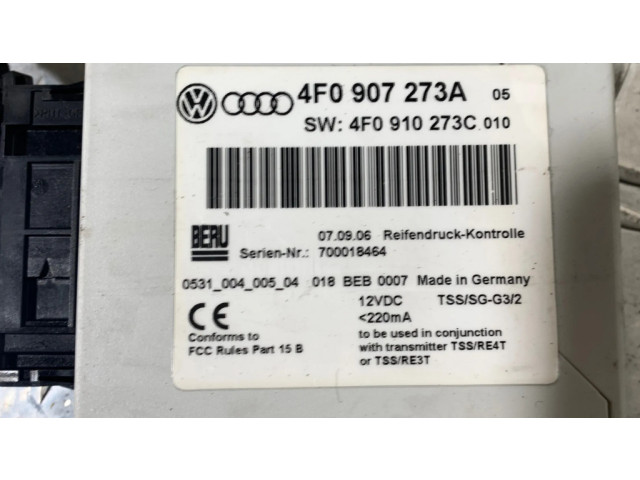 4F0 907 273A 05
SW: 4F0 910 273C 010
BERU
07.09.06 Reifendruck-Kontrolle
Serien-Nr.: 700018464
0531_004_005_04 018 BEB 0007 Made in Germany
CE 12VDC TSS/SG-G3/2
<220mA
Conforms to
FCC Rules Part 15 B
to be used in conjunction
with transmitter TSS/RE4T
or TSS/RE3T